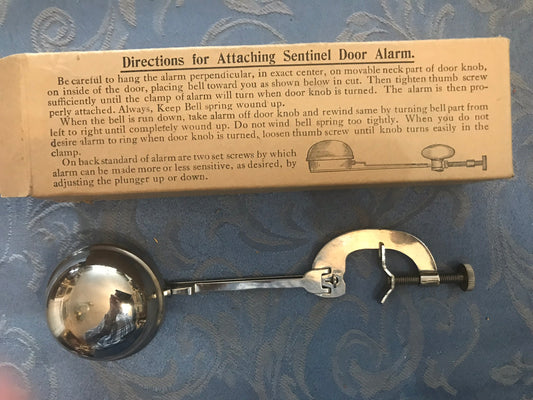 Directions for Attaching Sentinel Door Alarm.
Be careful to hang the alarm perpendicular, in exact center, on movable neck part of door knob,
on inside of the door, placing bell toward you as shown below in cut. Then tighten thumb screw
sufficiently until the clamp of alarm will turn when door knob is turned. The alarm is then pro-
perly attached. Always, Keep Bell spring wound up.
When the bell is run down, take alarm off door knob and rewind same by turning bell part from
left to right until completely wound up. Do not wind bell spring too tightly. When you do not
desire alarm to ring when door knob is turned, loosen thumb screw until knob turns easily in the
clamp.
On back standard of alarm are two set screws by which
alarm can be made more or less sensitive, as desired, by
adjusting the plunger up or down.